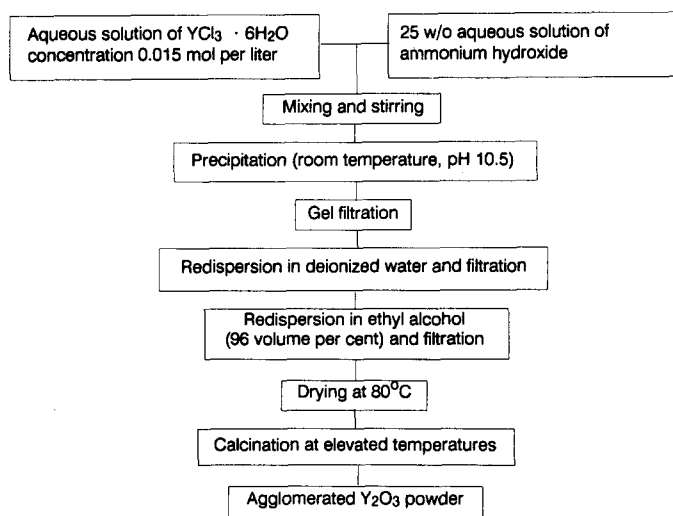 Aqueous solution of YCl₃ · 6H₂O
concentration 0.015 mol per liter
25 w/o aqueous solution of
ammonium hydroxide
Mixing and stirring
Precipitation (room temperature, pH 10.5)
Gel filtration
Redispersion in deionized water and filtration
Redispersion in ethyl alcohol
(96 volume per cent) and filtration
Drying at 80°C
Calcination at elevated temperatures
Agglomerated Y₂O₃ powder